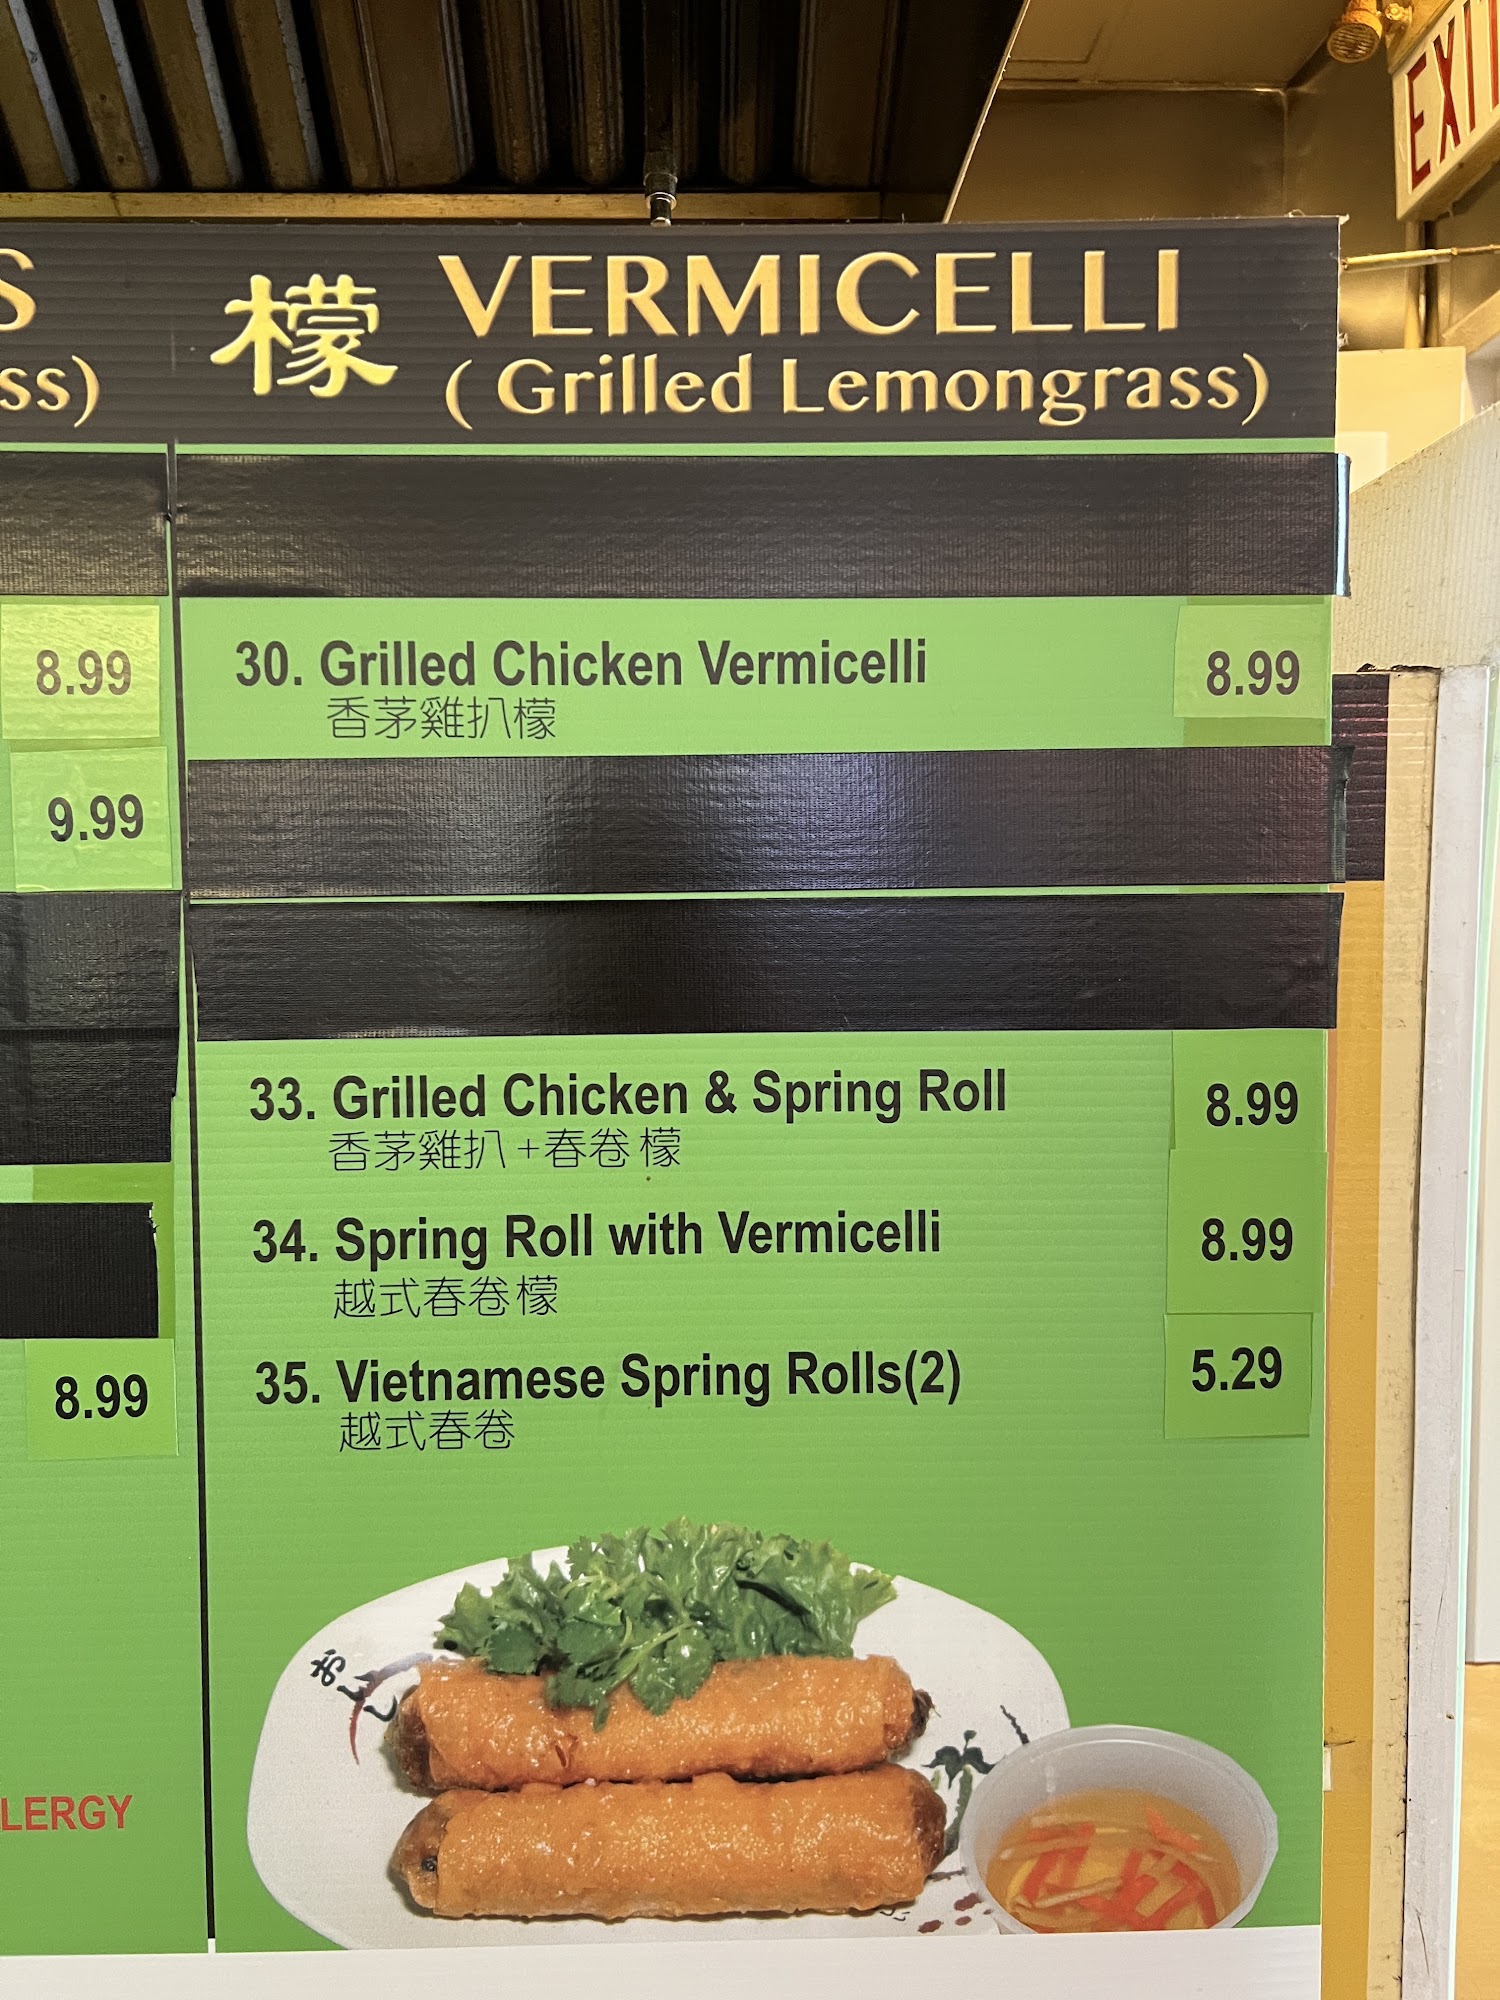 EXIT
S
ss)
檬 VERMICELLI
( Grilled Lemongrass)
8.99
9.99
8.99
LERGY
30. Grilled Chicken Vermicelli 8.99
香茅雞扒檬
33. Grilled Chicken & Spring Roll 8.99
香茅雞扒+春卷檬
34. Spring Roll with Vermicelli 8.99
越式春卷檬
35. Vietnamese Spring Rolls(2) 5.29
越式春卷